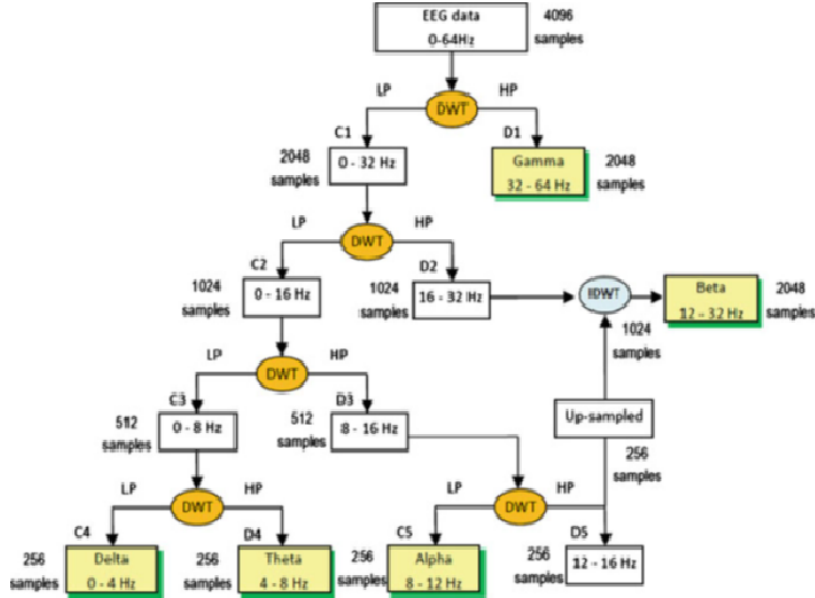 EEG data
0-64Hz
4096
samples
LP
DWT
HP
C1
D1
2048
samples
0 - 32 Hz
Gamma
32 - 64 Hz
2048
samples
LP
DWT
HP
C2
D2
1024
samples
0 - 16 Hz
1024
samples
16 - 32 Hz
IDWT
Beta
12 - 32 Hz
2048
samples
1024
samples
LP
DWT
HP
C3
D3
512
samples
0 - 8 Hz
512
samples
8 - 16 Hz
Up-sampled
256
samples
LP
DWT
HP
LP
DWT
HP
C4
D4
C5
D5
256
samples
Delta
0 - 4 Hz
256
samples
Theta
4 - 8 Hz
256
samples
Alpha
8 - 12 Hz
256
samples
12 - 16 Hz